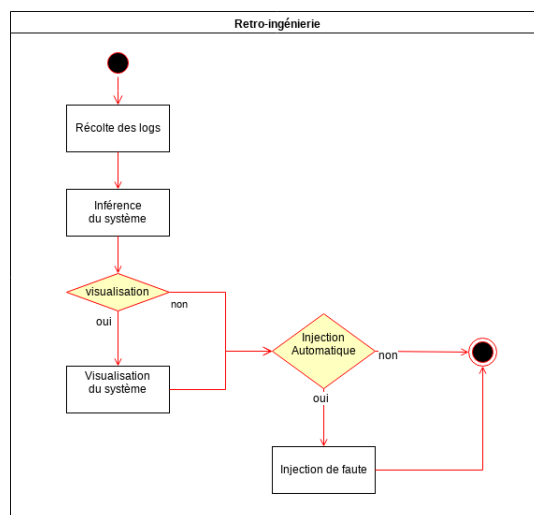 Retro-ingénierie
Récolte des logs
Inférence
du système
visualisation
non
oui
Visualisation
du système
Injection
Automatique
non
oui
Injection de faute